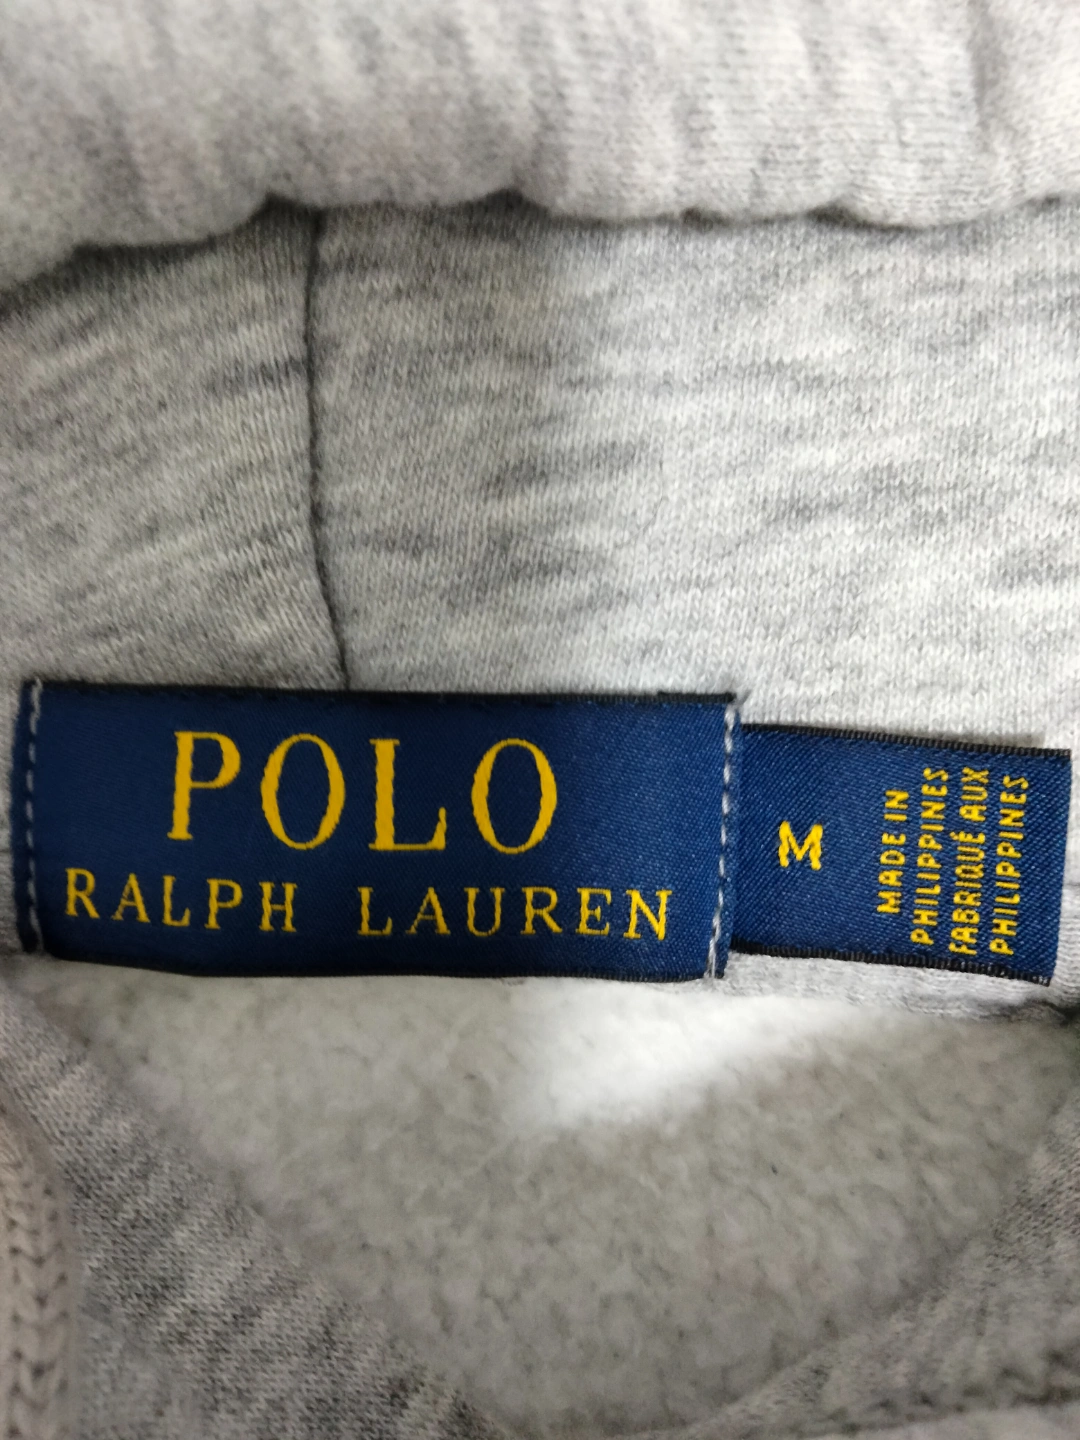 POLO
RALPH LAUREN
M
MADE IN
PHILIPPINES
FABRIQUÉ AUX
PHILIPPINES